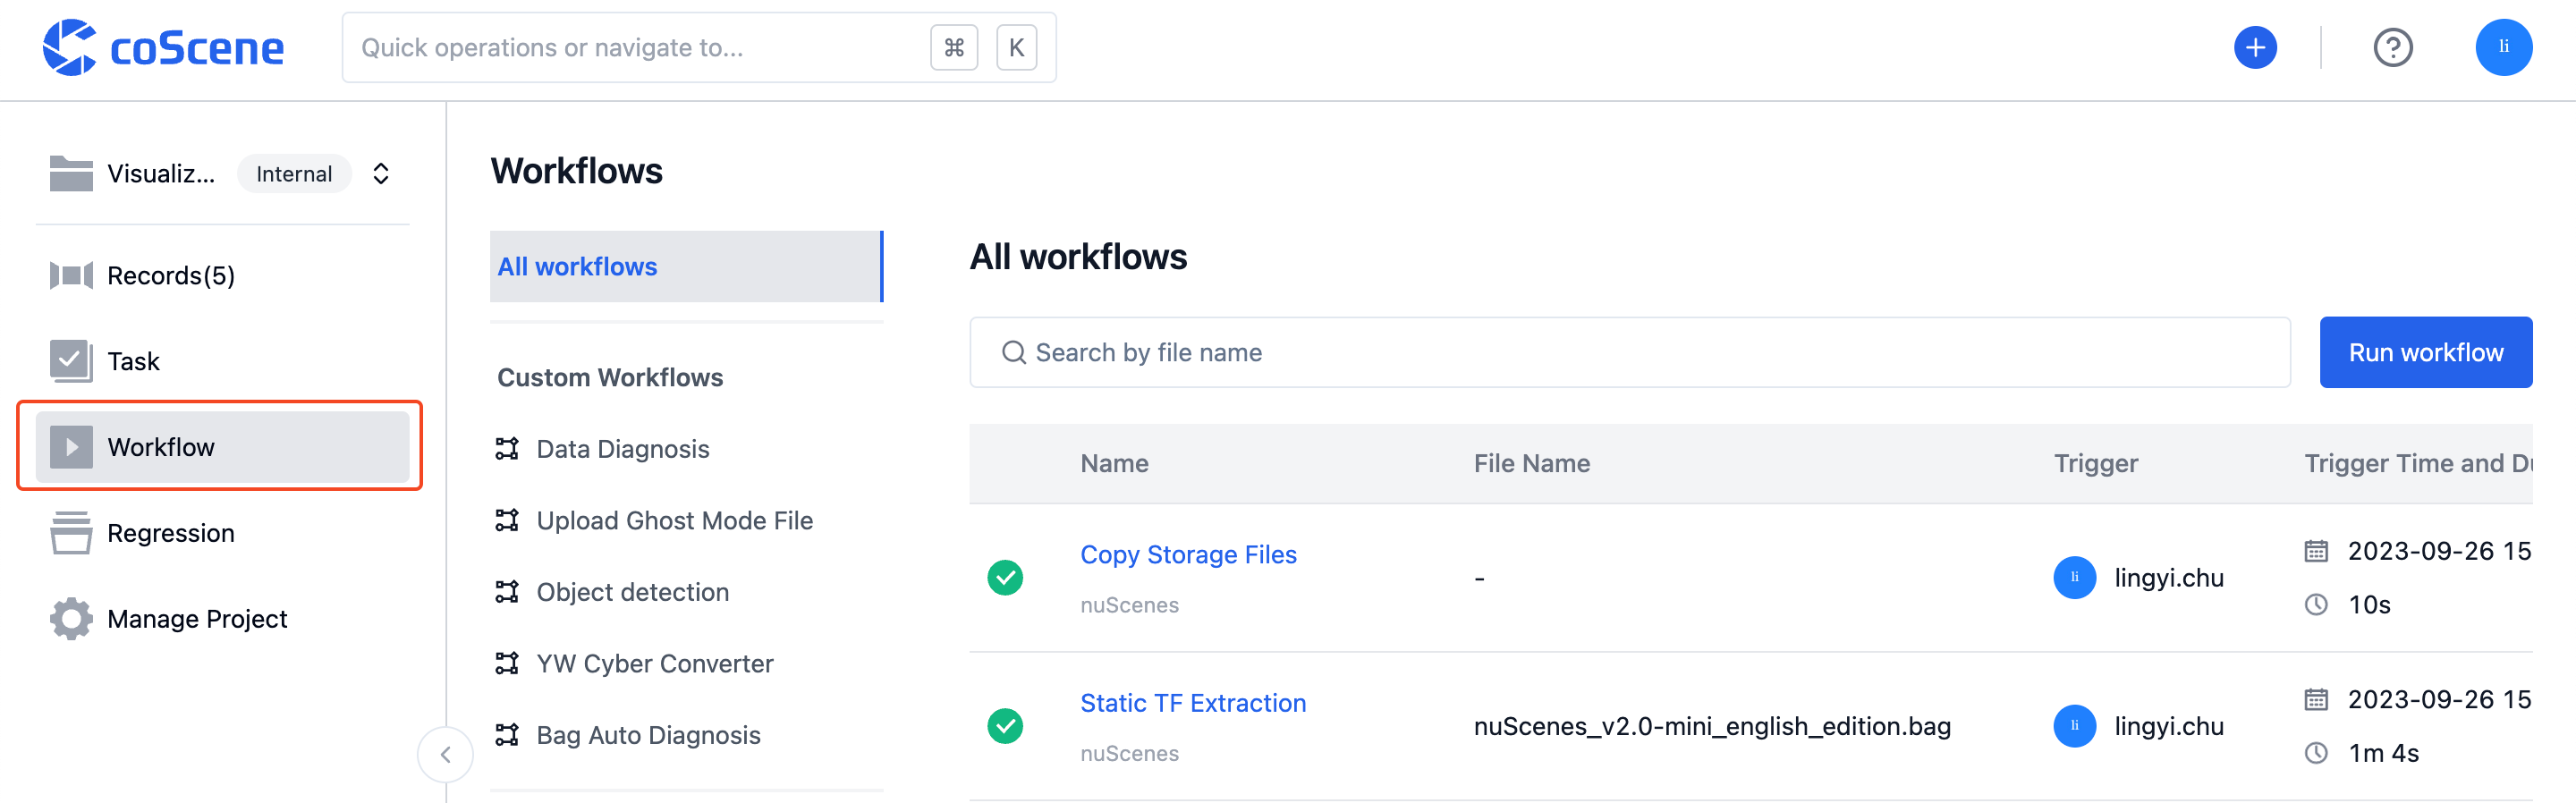 coScene
Quick operations or navigate to...
⌘ K
li
Visualiz...
Internal
Records(5)
Task
Workflow
Regression
Manage Project
Workflows
All workflows
Custom Workflows
Data Diagnosis
Upload Ghost Mode File
Object detection
YW Cyber Converter
Bag Auto Diagnosis
All workflows
Search by file name
Run workflow
Name File Name Trigger Trigger Time and Du
Copy Storage Files
nuScenes
-
li lingyi.chu
2023-09-26 15
10s
Static TF Extraction
nuScenes
nuScenes_v2.0-mini_english_edition.bag
li lingyi.chu
2023-09-26 15
1m 4s